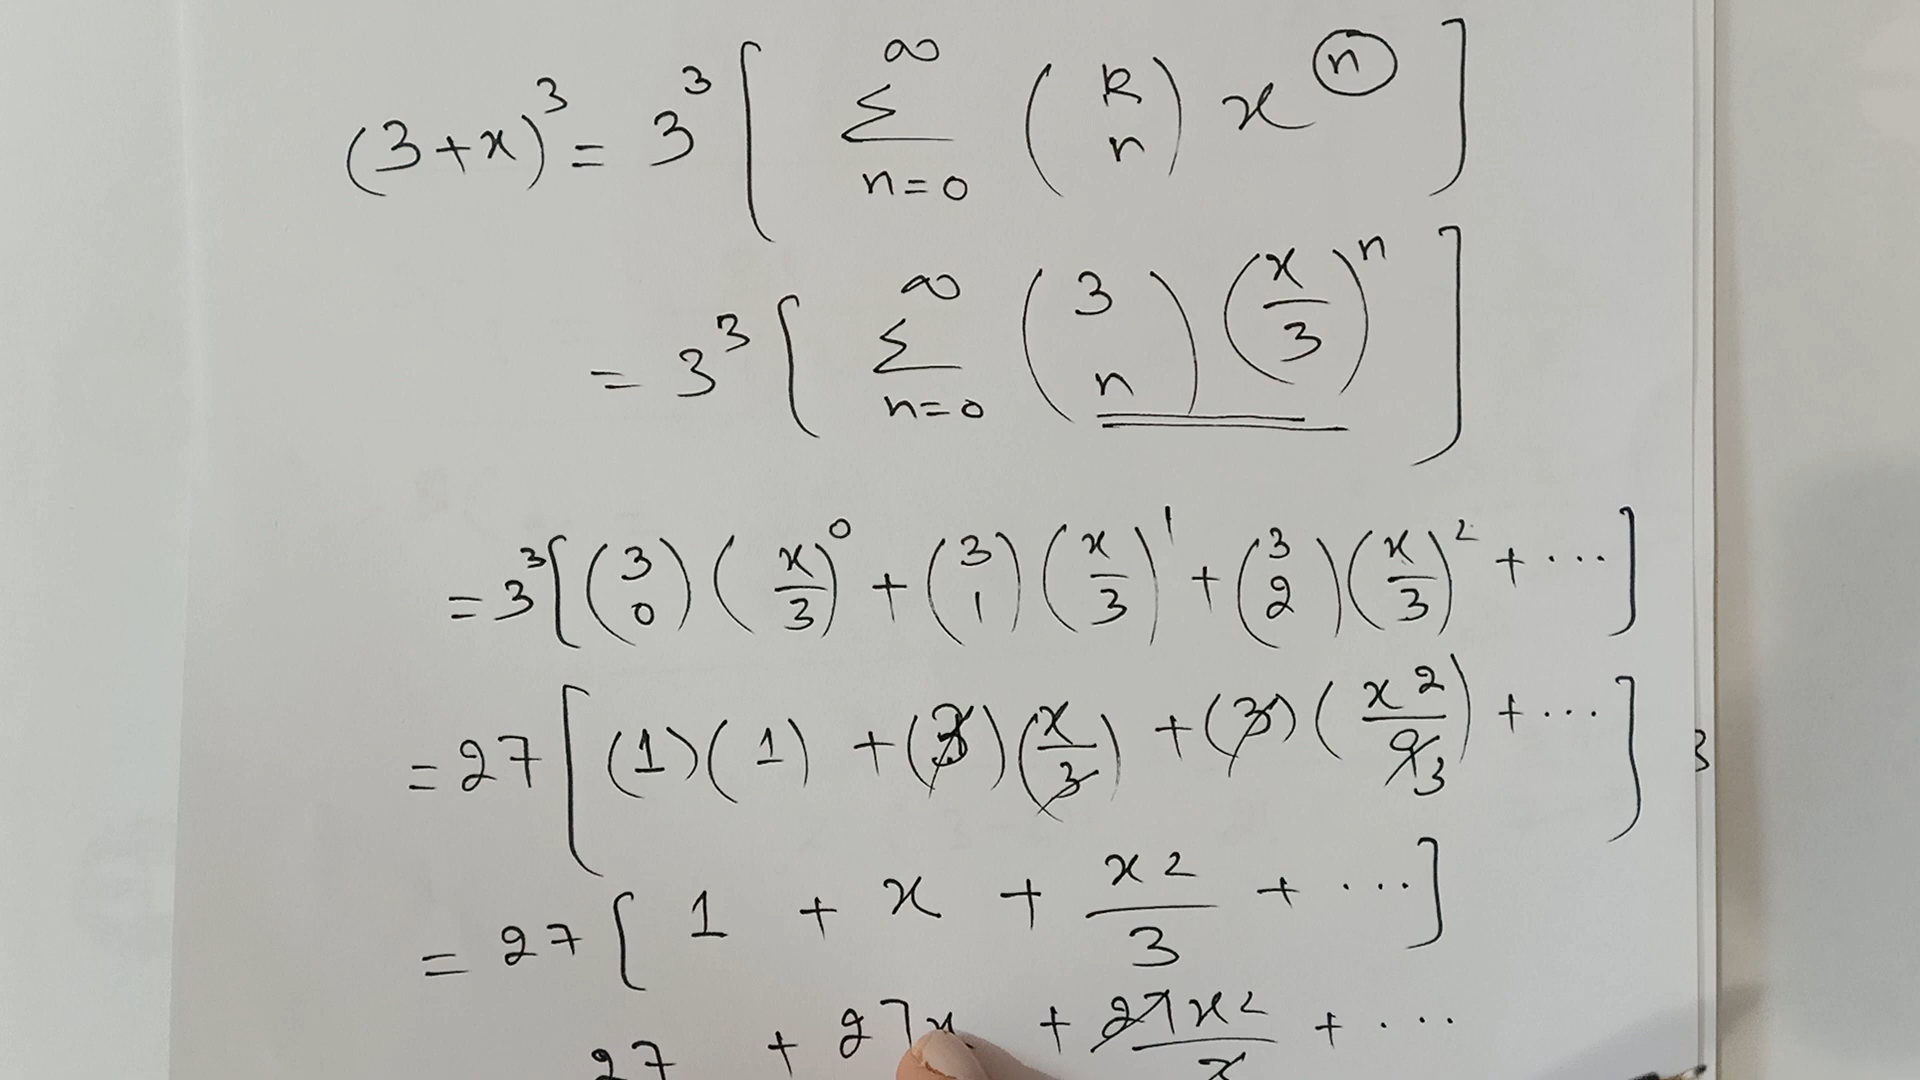 (3+x)^3 = 3^3 [ ∑_{n=0}^{∞} (k n) x^n ]
= 3^3 [ ∑_{n=0}^{∞} (3 n) (x/3)^n ]
= 3^3 [ (3 0) (x/3)^0 + (3 1) (x/3)^1 + (3 2) (x/3)^2 + ... ]
= 27 [ (1)(1) + (3)(x/3) + (3)(x^2/9 3) + ... ] 3
= 27 [ 1 + x + x^2/3 + ... ]
27 + 27x + 27x^2/3 + ...